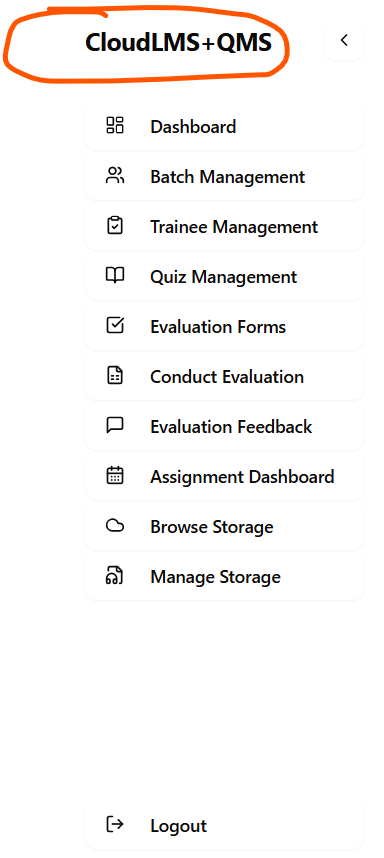 CloudLMS+QMS
Dashboard
Batch Management
Trainee Management
Quiz Management
Evaluation Forms
Conduct Evaluation
Evaluation Feedback
Assignment Dashboard
Browse Storage
Manage Storage
Logout